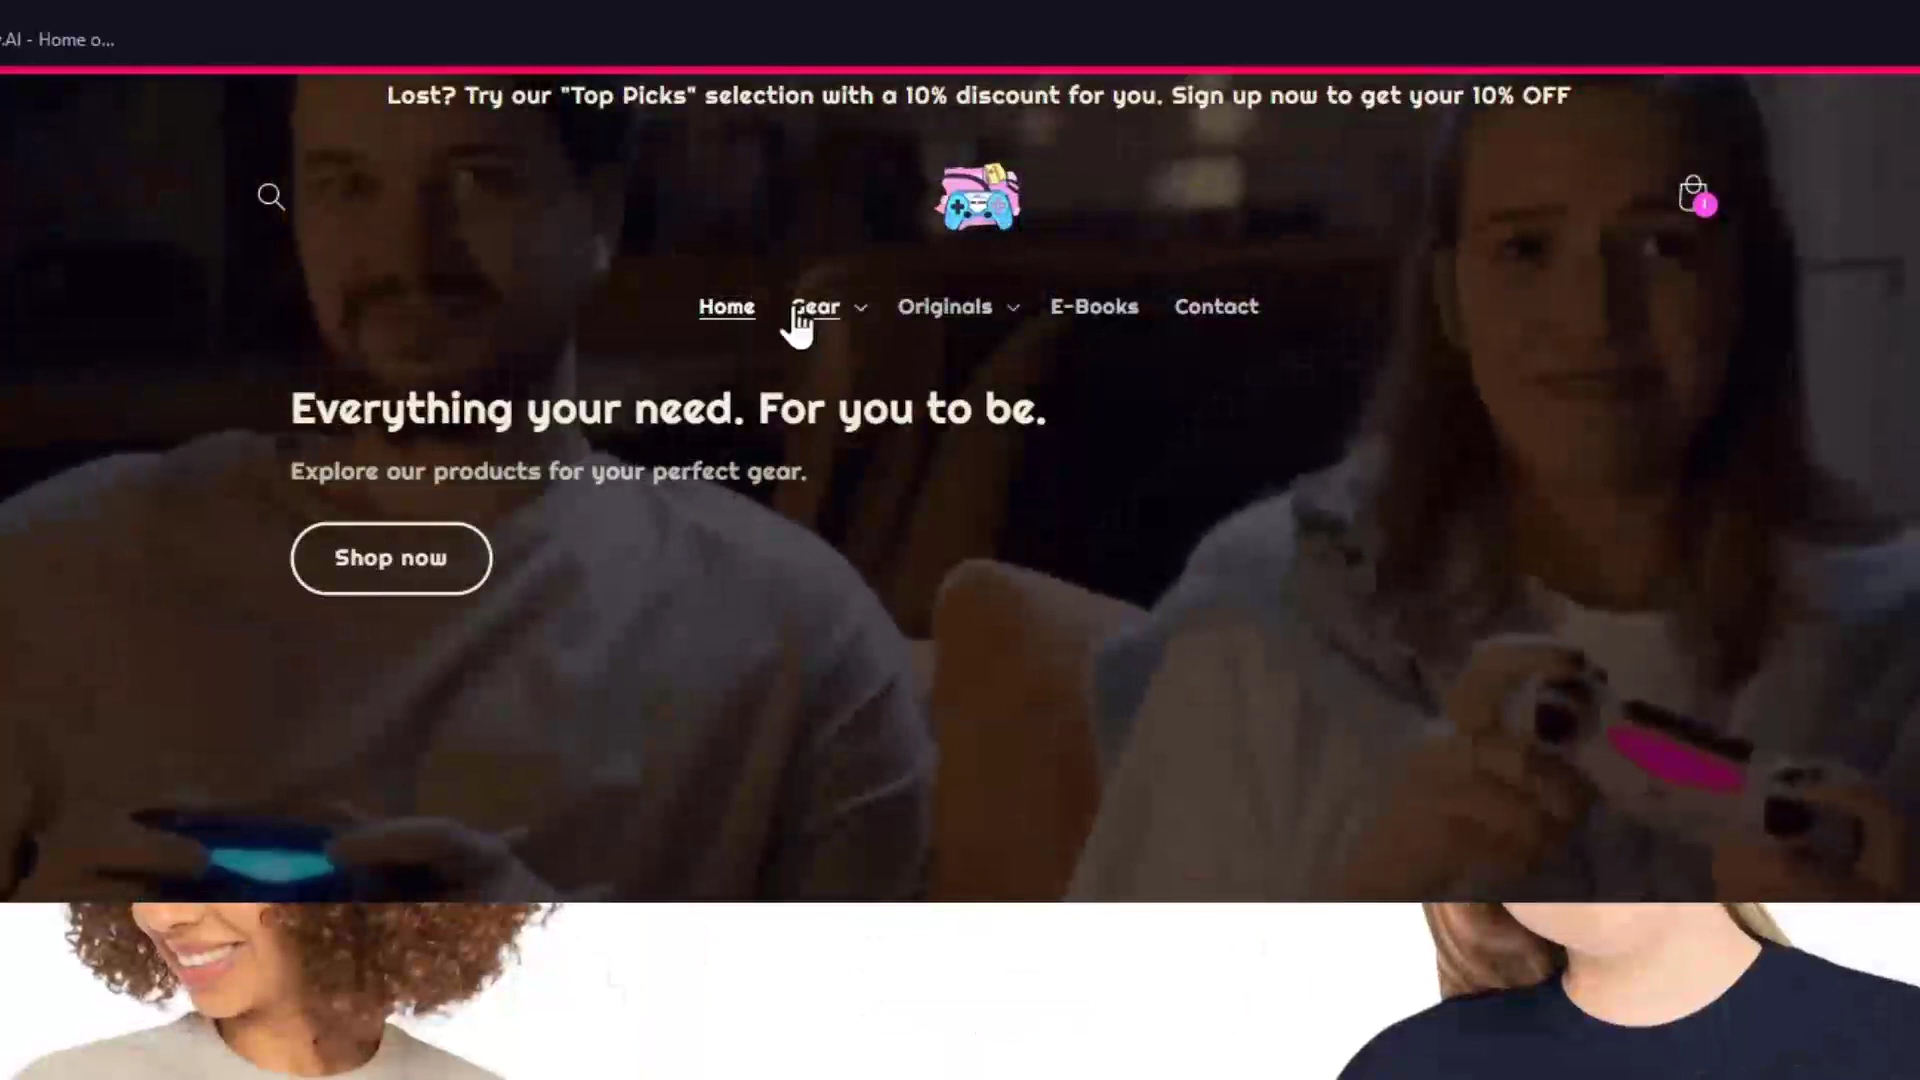 .AI - Home o...
Lost? Try our "Top Picks" selection with a 10% discount for you. Sign up now to get your 10% OFF
1
Home Gear Originals E-Books Contact
Everything your need. For you to be.
Explore our products for your perfect gear.
Shop now